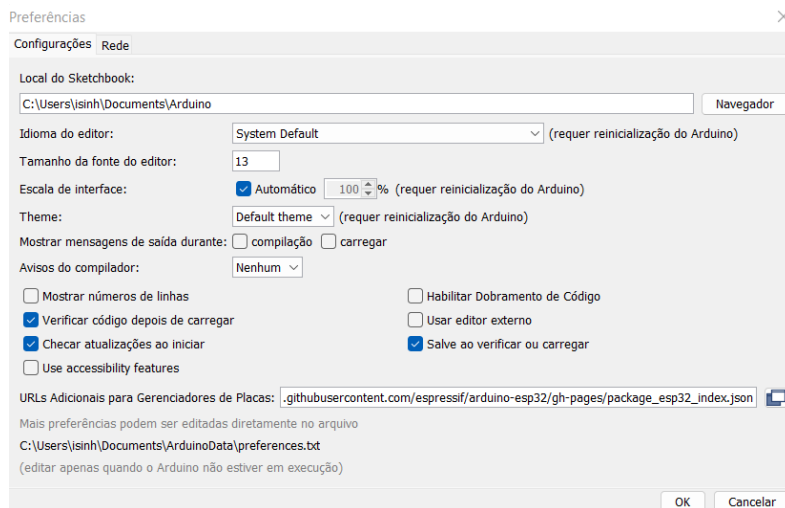 Preferências
Configurações Rede
Local do Sketchbook:
C:\Users\isinh\Documents\Arduino Navegador
Idioma do editor: System Default (requer reinicialização do Arduino)
Tamanho da fonte do editor: 13
Escala de interface: Automático 100 % (requer reinicialização do Arduino)
Theme: Default theme (requer reinicialização do Arduino)
Mostrar mensagens de saída durante: compilação carregar
Avisos do compilador: Nenhum
Mostrar números de linhas Habilitar Dobramento de Código
Verificar código depois de carregar Usar editor externo
Checar atualizações ao iniciar Salve ao verificar ou carregar
Use accessibility features
URLs Adicionais para Gerenciadores de Placas: .githubusercontent.com/espressif/arduino-esp32/gh-pages/package_esp32_index.json
Mais preferências podem ser editadas diretamente no arquivo
C:\Users\isinh\Documents\ArduinoData\preferences.txt
(editar apenas quando o Arduino não estiver em execução)
OK Cancelar